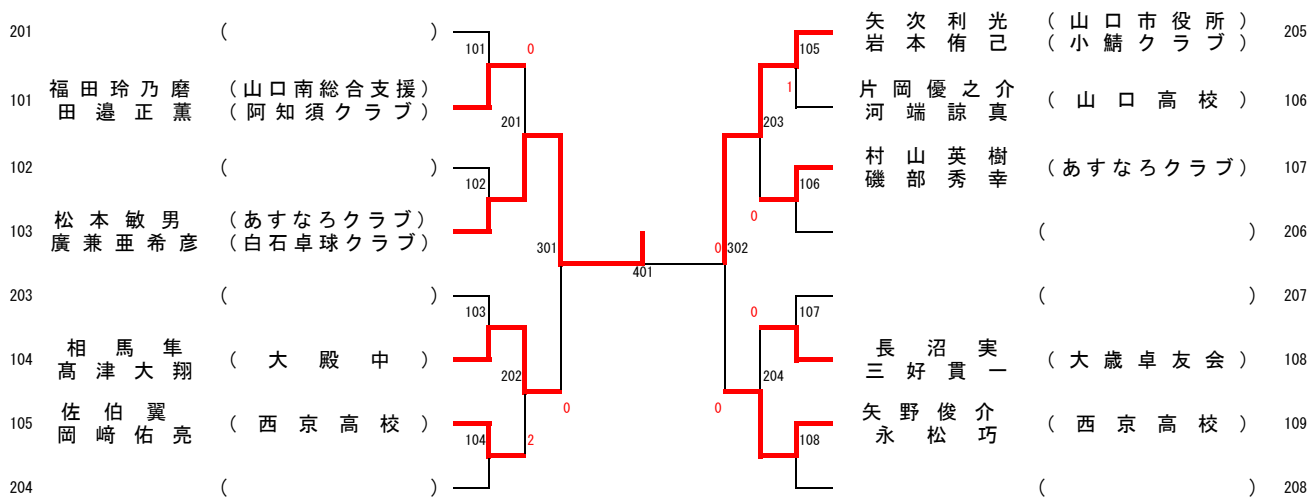 201 ( )
福田玲乃磨 (山口南総合支援)
101
田邉正薫 (阿知須クラブ)
102 ( )
松本敏男 (あすなろクラブ)
103
廣兼亜希彦 (白石卓球クラブ)
203 ( )
相馬隼
104 (大殿中)
髙津大翔
佐伯翼
105 (西京高校)
岡﨑佑亮
204 ( )
101 0
201
102
301
103
202
0
104 2
401
105
1
203
106
0
0 302
0
107
204
0
108
矢次利光 (山口市役所)
205
岩本侑己 (小鯖クラブ)
片岡優之介
(山口高校) 106
河端諒真
村山英樹
(あすなろクラブ) 107
磯部秀幸
( ) 206
( ) 207
長沼実
(大歳卓友会) 108
三好貫一
矢野俊介
(西京高校) 109
永松巧
( ) 208